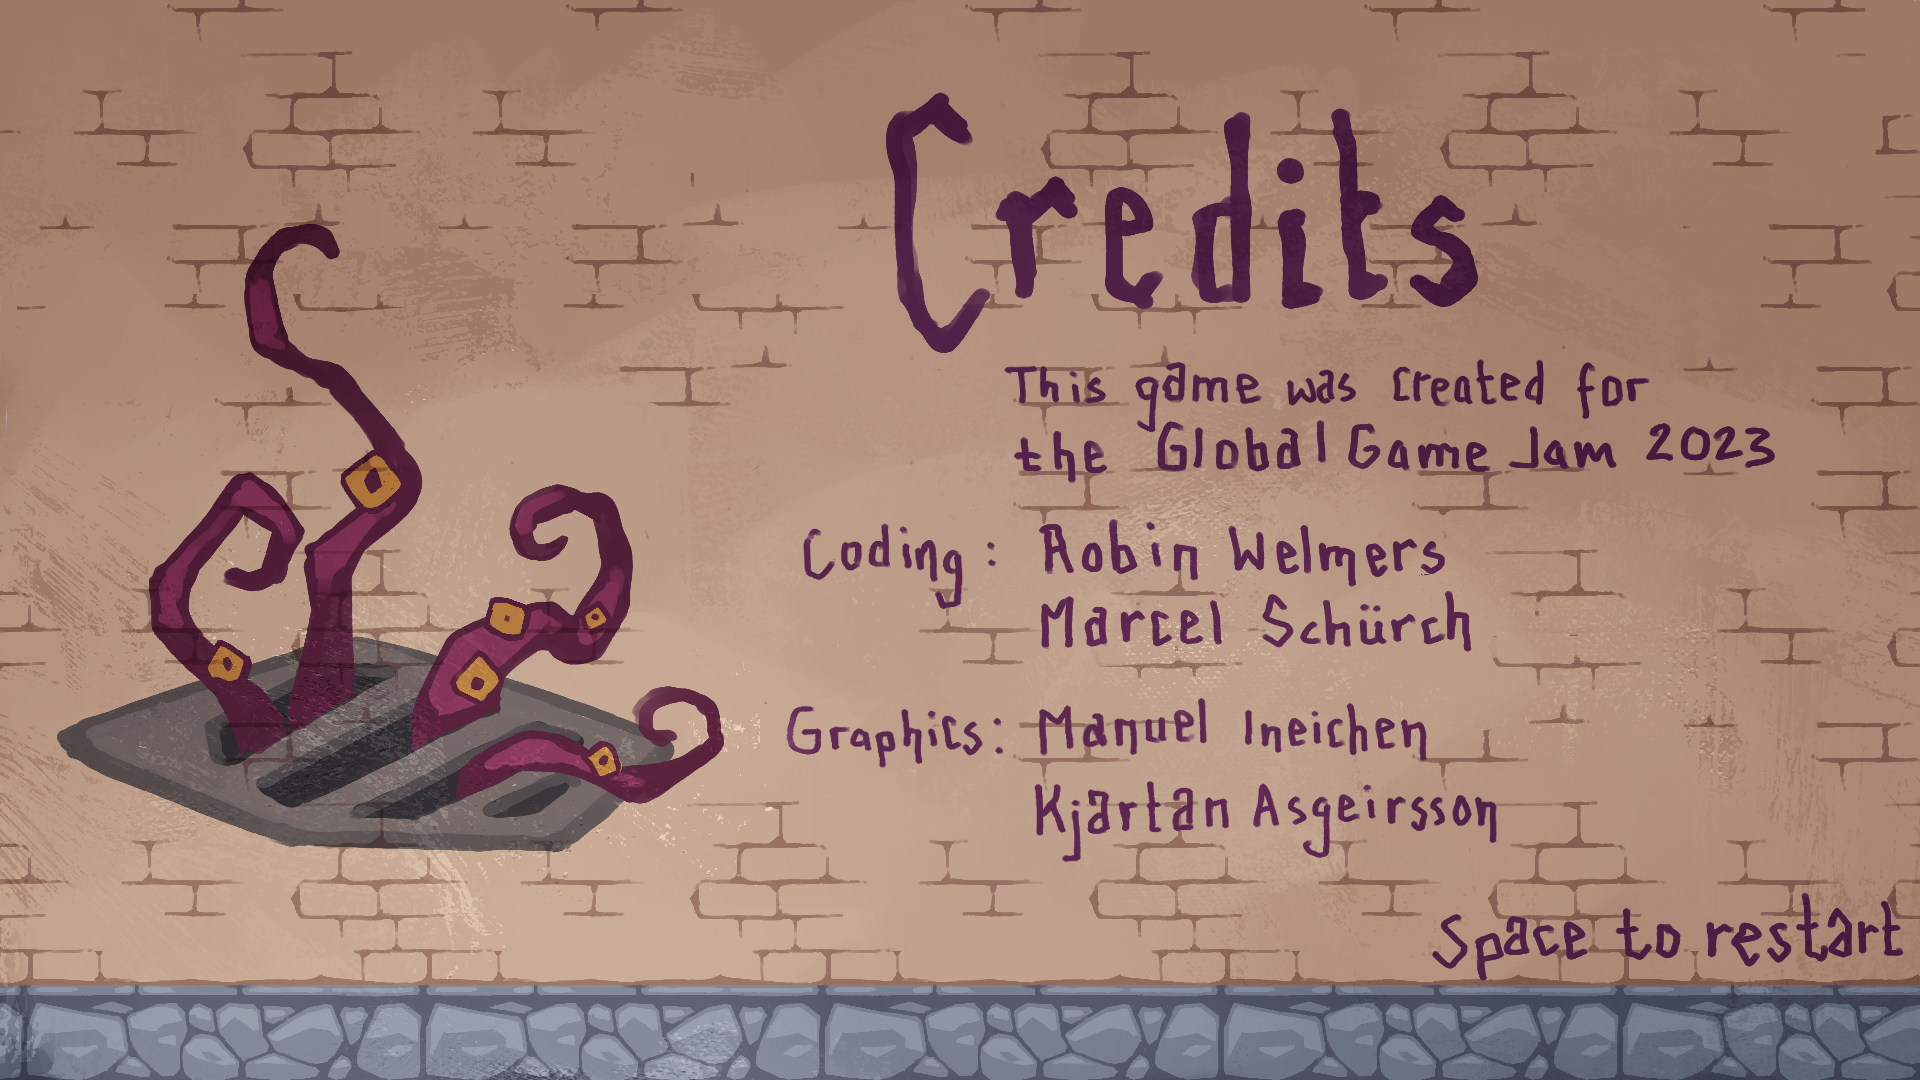 Credits
This game was created for
the Global Game Jam 2023
Coding: Robin Welmers
Marcel Schürch
Graphics: Manuel Ineichen
Kjartan Asgeirsson
Space to restart